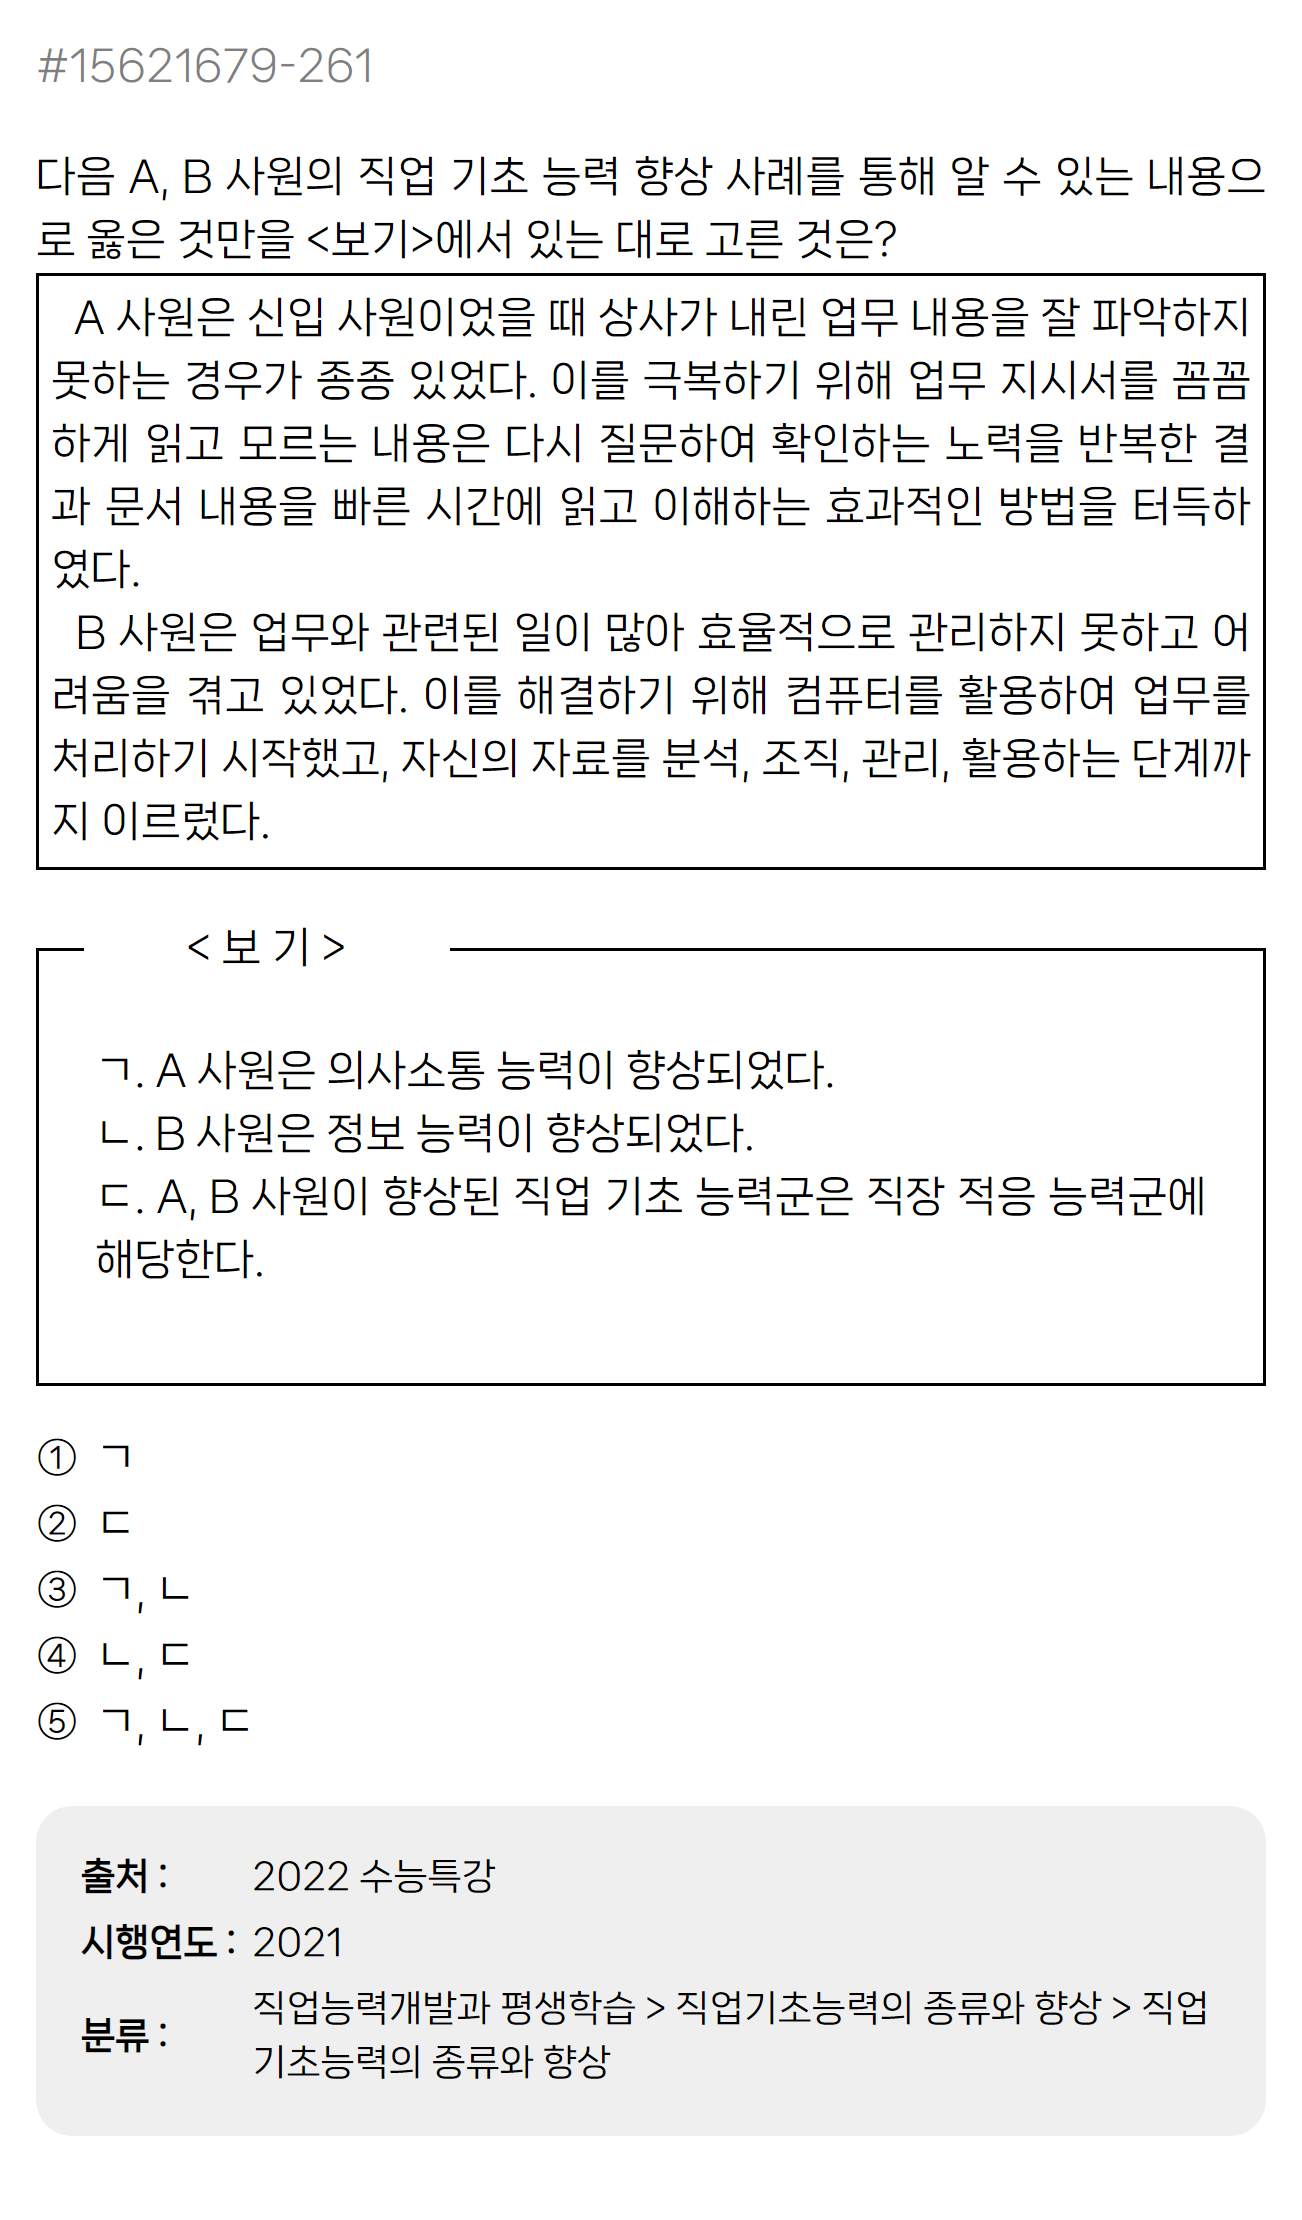 #15621679-261
다음 A, B 사원의 직업 기초 능력 향상 사례를 통해 알 수 있는 내용으
로 옳은 것만을 <보기>에서 있는 대로 고른 것은?
A 사원은 신입 사원이었을 때 상사가 내린 업무 내용을 잘 파악하지
못하는 경우가 종종 있었다. 이를 극복하기 위해 업무 지시서를 꼼꼼
하게 읽고 모르는 내용은 다시 질문하여 확인하는 노력을 반복한 결
과 문서 내용을 빠른 시간에 읽고 이해하는 효과적인 방법을 터득하
였다.
B 사원은 업무와 관련된 일이 많아 효율적으로 관리하지 못하고 어
려움을 겪고 있었다. 이를 해결하기 위해 컴퓨터를 활용하여 업무를
처리하기 시작했고, 자신의 자료를 분석, 조직, 관리, 활용하는 단계까
지 이르렀다.
< 보 기 >
ㄱ. A 사원은 의사소통 능력이 향상되었다.
ㄴ. B 사원은 정보 능력이 향상되었다.
ㄷ. A, B 사원이 향상된 직업 기초 능력군은 직장 적응 능력군에
해당한다.
① ㄱ
② ㄷ
③ ㄱ, ㄴ
④ ㄴ, ㄷ
⑤ ㄱ, ㄴ, ㄷ
출처 : 2022 수능특강
시행연도 : 2021
분류 : 직업능력개발과 평생학습 > 직업기초능력의 종류와 향상 > 직업
기초능력의 종류와 향상